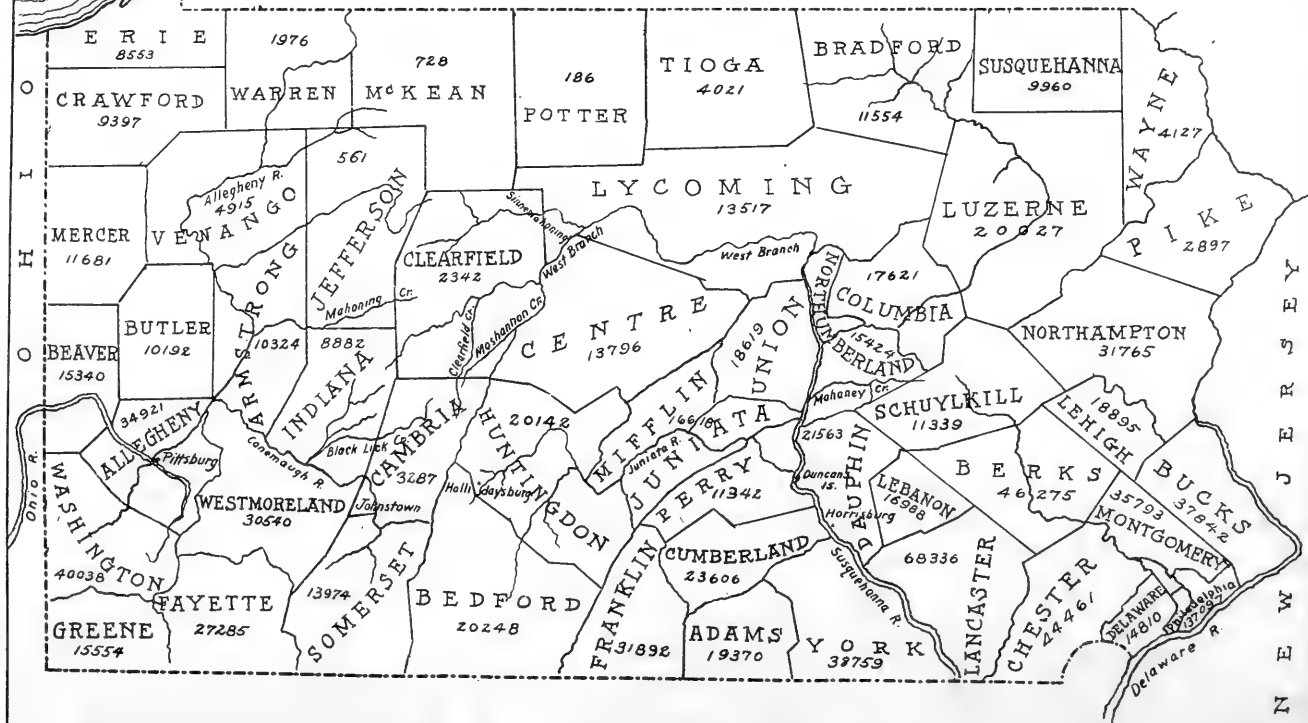 ERIE
8553
1976
WARREN
728
McKEAN
186
POTTER
TIOGA
4021
BRADFORD
11554
SUSQUEHANNA
9960
WAYNE
4127
OHIO
CRAWFORD
9397
Allegheny R.
4915
VENANGO
561
JEFFERSON
Mahoning Cr.
MERCER
11681
LYCOMING
13517
LUZERNE
20027
PIKE
2897
Sinnemahoning
West Branch
CLEARFIELD
2342
Clearfield Cr.
Moshannon Cr.
West Branch
CENTRE
13796
NORTHUMBERLAND
15424
17621
COLUMBIA
NORTHAMPTON
31765
NEW JERSEY
BEAVER
15340
BUTLER
10192
ARMSTRONG
10324
8882
INDIANA
18619
UNION
Mahaney Cr.
SCHUYLKILL
11339
LEHIGH
18895
BUCKS
37842
34921
ALLEGHENY
Pittsburg
Ohio R.
Conemaugh R.
Black Lick Cr.
CAMBRIA
3287
Johnstown
HUNTINGDON
20142
Hollidaysburg
MIFFLIN
16618
JUNIATA
Juniata R.
PERRY
11342
21563
DAUPHIN
Duncans Is.
Harrisburg
LEBANON
16988
BERKS
46275
35793
MONTGOMERY
WASHINGTON
40038
WESTMORELAND
30540
CUMBERLAND
23606
68336
LANCASTER
CHESTER
44461
DELAWARE
14810
Philadelphia
GREENE
15554
FAYETTE
27285
13974
SOMERSET
BEDFORD
20248
FRANKLIN
31892
ADAMS
19370
YORK
38759
Susquehanna R.
Delaware R.